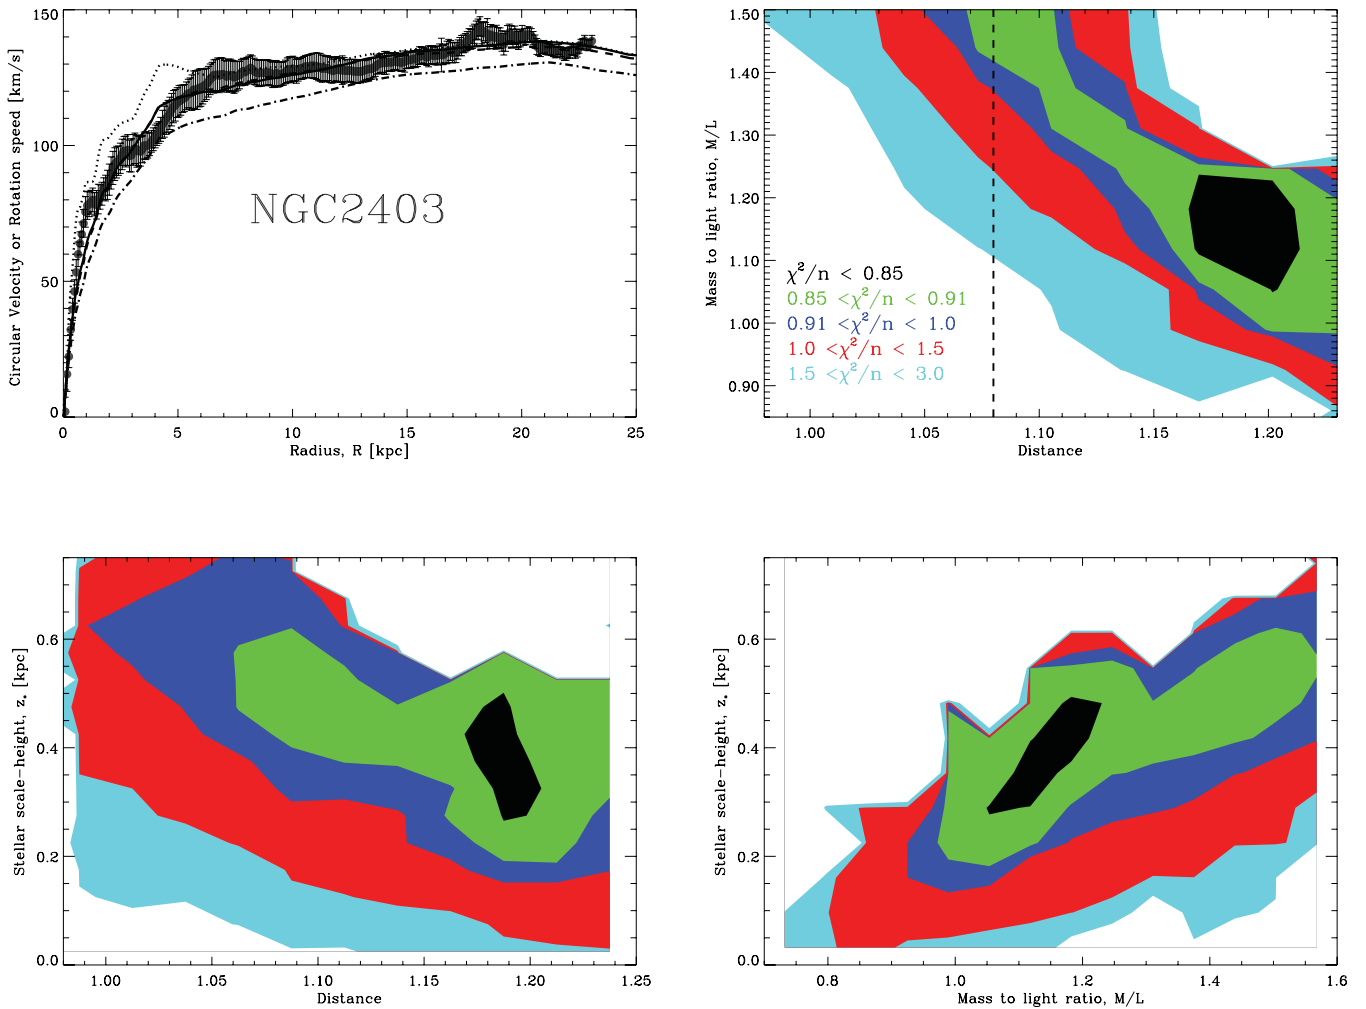 Circular Velocity or Rotation speed [km/s]
150
100
50
0
NGC2403
0 5 10 15 20 25
Radius, R [kpc]
Mass to light ratio, M/L
1.50
1.40
1.30
1.20
1.10
1.00
0.90
χ²/n < 0.85
0.85 <χ²/n < 0.91
0.91 <χ²/n < 1.0
1.0 <χ²/n < 1.5
1.5 <χ²/n < 3.0
1.00 1.05 1.10 1.15 1.20
Distance
Stellar scale-height, z* [kpc]
0.6
0.4
0.2
0.0
1.00 1.05 1.10 1.15 1.20 1.25
Distance
Stellar scale-height, z* [kpc]
0.6
0.4
0.2
0.0
0.8 1.0 1.2 1.4 1.6
Mass to light ratio, M/L